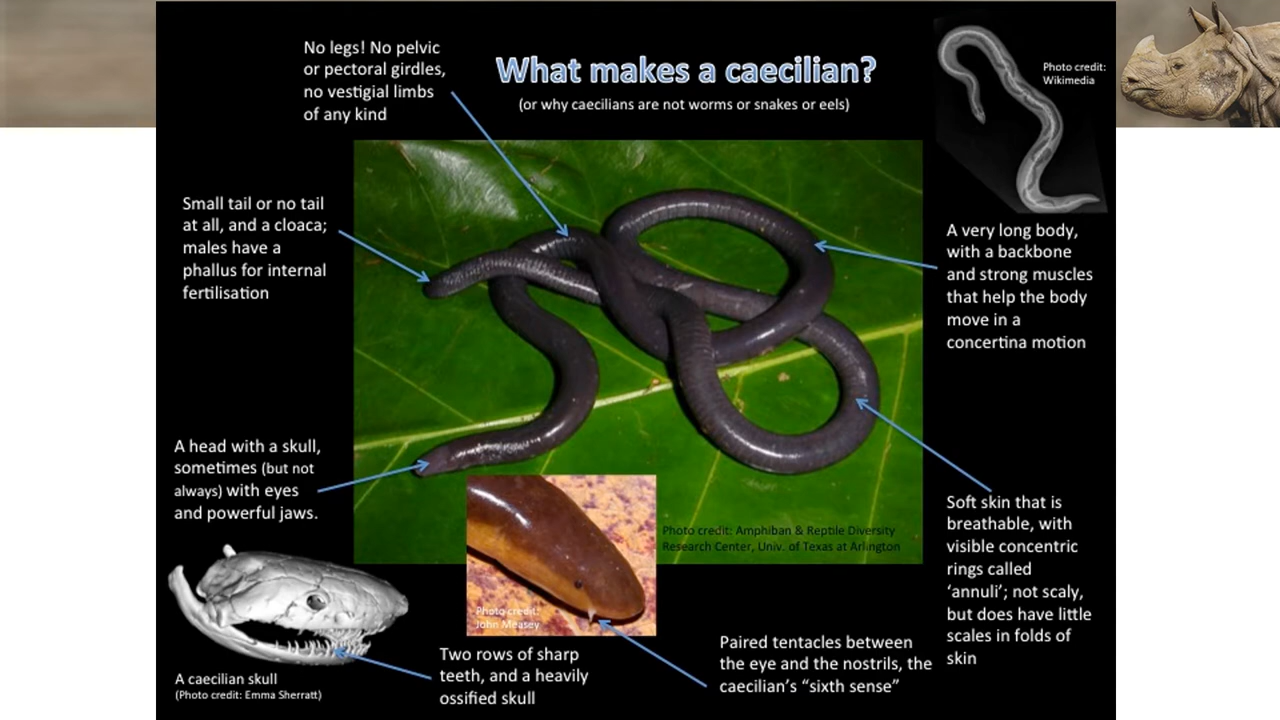 What makes a caecilian?
(or why caecilians are not worms or snakes or eels)
No legs! No pelvic
or pectoral girdles,
no vestigial limbs
of any kind
Photo credit:
Wikimedia
Small tail or no tail
at all, and a cloaca;
males have a
phallus for internal
fertilisation
A very long body,
with a backbone
and strong muscles
that help the body
move in a
concertina motion
A head with a skull,
sometimes (but not
always) with eyes
and powerful jaws.
Soft skin that is
breathable, with
visible concentric
rings called
‘annuli’; not scaly,
but does have little
scales in folds of
skin
Photo credit: Amphiban & Reptile Diversity
Research Center, Univ. of Texas at Arlington
Photo credit:
John Measey
A caecilian skull
(Photo credit: Emma Sherratt)
Two rows of sharp
teeth, and a heavily
ossified skull
Paired tentacles between
the eye and the nostrils, the
caecilian’s “sixth sense”